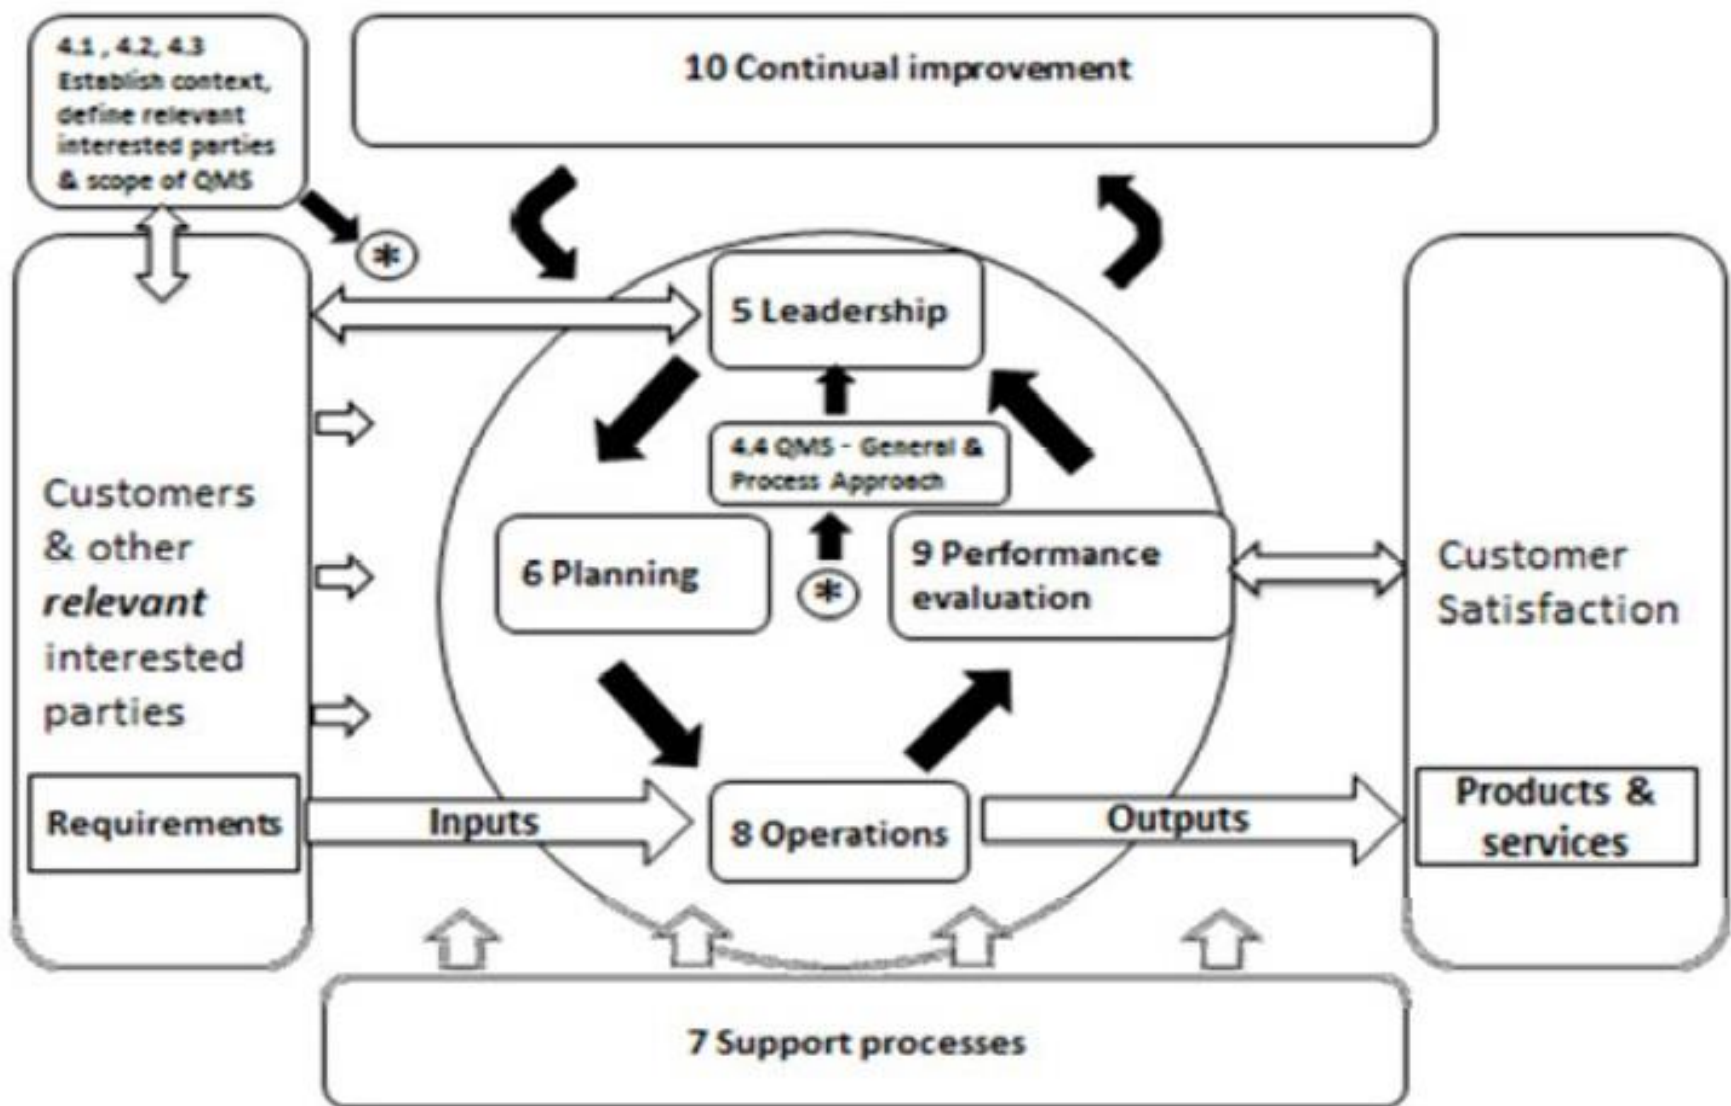 4.1 , 4.2, 4.3
Establish context,
define relevant
interested parties
& scope of QMS
10 Continual improvement
*
5 Leadership
4.4 QMS - General &
Process Approach
Customers
& other
relevant
interested
parties
6 Planning
*
9 Performance
evaluation
Customer
Satisfaction
Requirements
Inputs
8 Operations
Outputs
Products &
services
7 Support processes